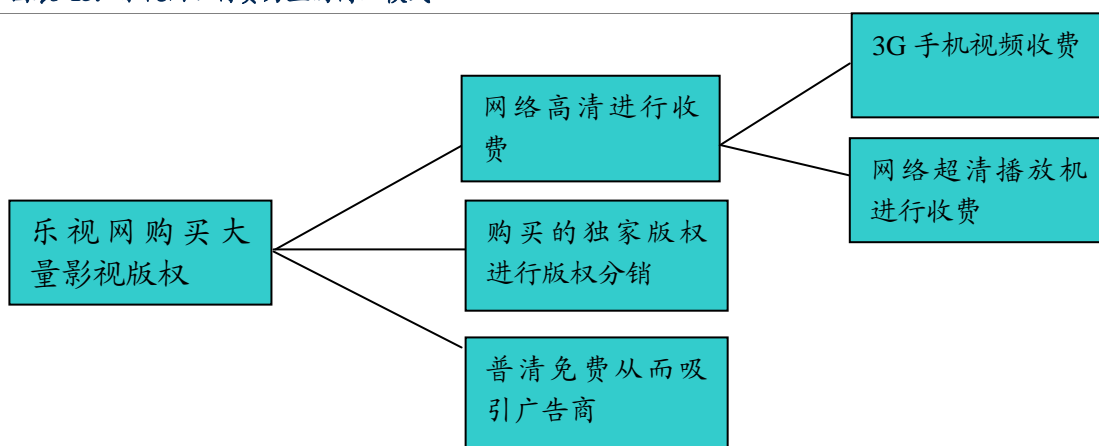 3G 手机视频收费
网络高清进行收
费
网络超清播放机
进行收费
乐视网购买大
量影视版权
购买的独家版权
进行版权分销
普清免费从而吸
引广告商